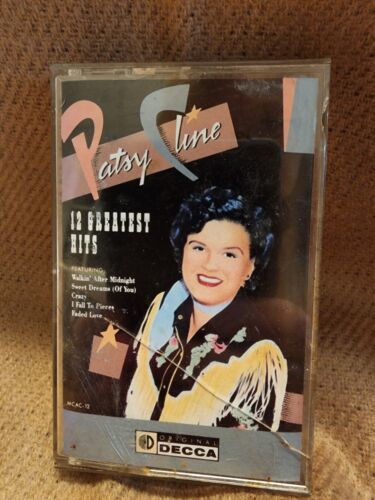 Patsy Cline
12 GREATEST
HITS
FEATURING:
Walkin' After Midnight
Sweet Dreams (Of You)
Crazy
I Fall To Pieces
Faded Love
MCAC-12
ORIGINAL
DECCA